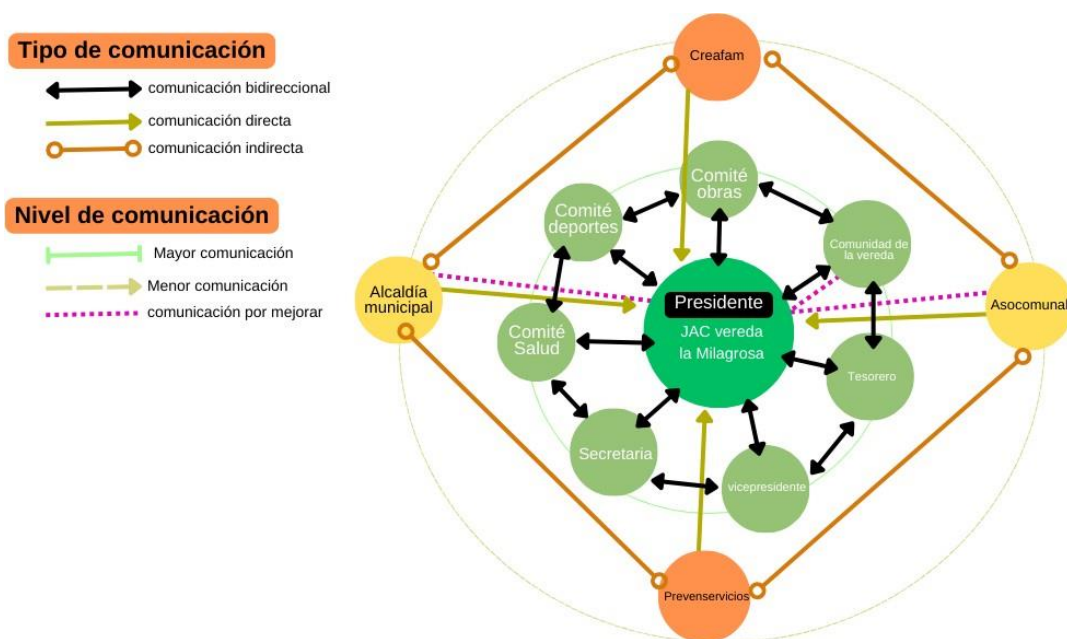 Tipo de comunicación
comunicación bidireccional
comunicación directa
comunicación indirecta
Nivel de comunicación
Mayor comunicación
Menor comunicación
comunicación por mejorar
Creafam
Comité
obras
Comité
deportes
Comunidad de
la vereda
Alcaldía
municipal
Presidente
JAC vereda
la Milagrosa
Asocomunal
Comité
Salud
Tesorero
Secretaria
vicepresidente
Prevenservicios